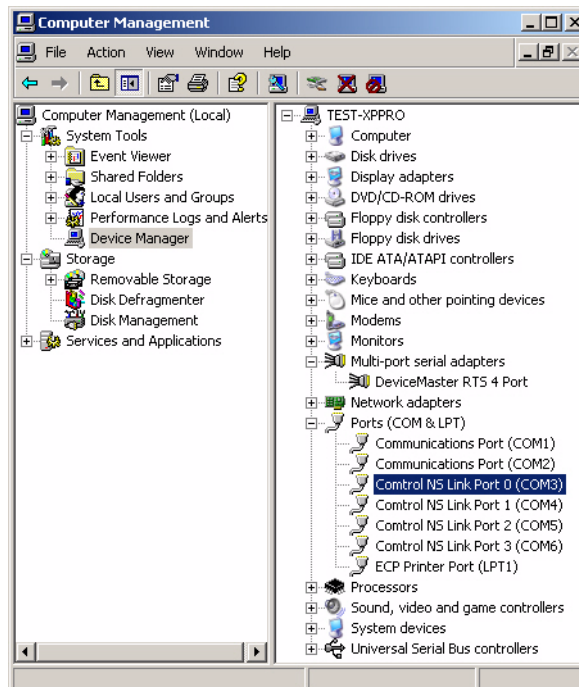 Computer Management
File Action View Window Help
Computer Management (Local)
System Tools
Event Viewer
Shared Folders
Local Users and Groups
Performance Logs and Alerts
Device Manager
Storage
Removable Storage
Disk Defragmenter
Disk Management
Services and Applications
TEST-XPPRO
Computer
Disk drives
Display adapters
DVD/CD-ROM drives
Floppy disk controllers
Floppy disk drives
IDE ATA/ATAPI controllers
Keyboards
Mice and other pointing devices
Modems
Monitors
Multi-port serial adapters
DeviceMaster RTS 4 Port
Network adapters
Ports (COM & LPT)
Communications Port (COM1)
Communications Port (COM2)
Comtrol NS Link Port 0 (COM3)
Comtrol NS Link Port 1 (COM4)
Comtrol NS Link Port 2 (COM5)
Comtrol NS Link Port 3 (COM6)
ECP Printer Port (LPT1)
Processors
Sound, video and game controllers
System devices
Universal Serial Bus controllers